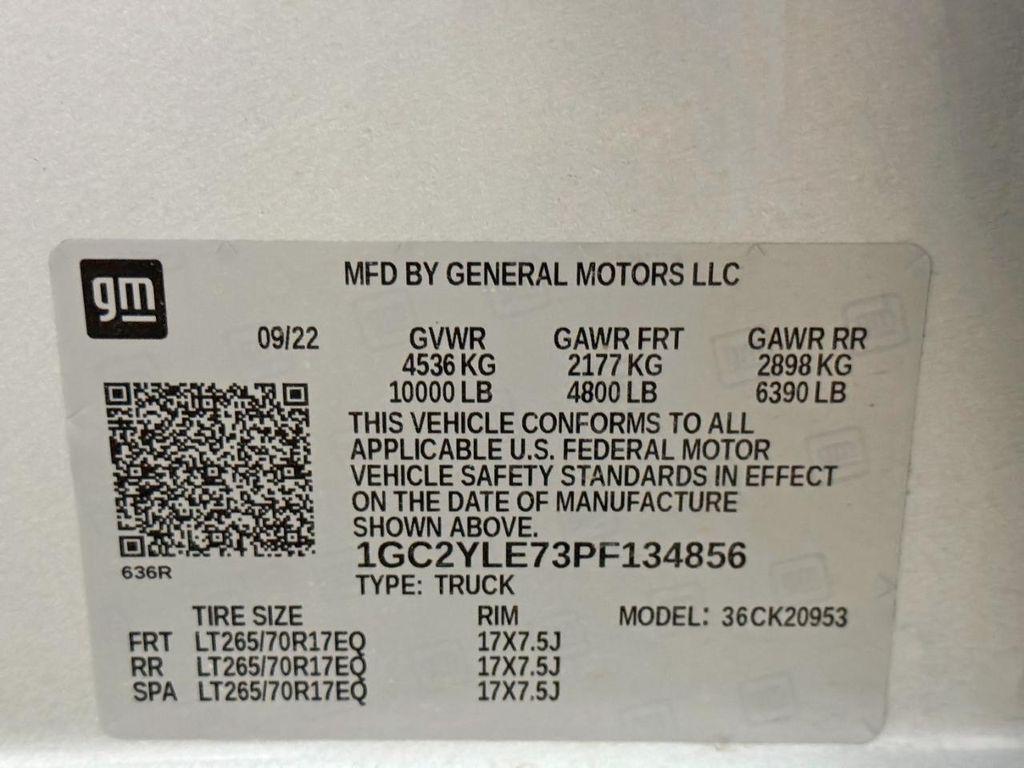 gm
MFD BY GENERAL MOTORS LLC
09/22 GVWR GAWR FRT GAWR RR
4536 KG 2177 KG 2898 KG
10000 LB 4800 LB 6390 LB
THIS VEHICLE CONFORMS TO ALL
APPLICABLE U.S. FEDERAL MOTOR
VEHICLE SAFETY STANDARDS IN EFFECT
ON THE DATE OF MANUFACTURE
SHOWN ABOVE.
1GC2YLE73PF134856
636R
TYPE: TRUCK
TIRE SIZE RIM MODEL: 36CK20953
FRT LT265/70R17EQ 17X7.5J
RR LT265/70R17EQ 17X7.5J
SPA LT265/70R17EQ 17X7.5J